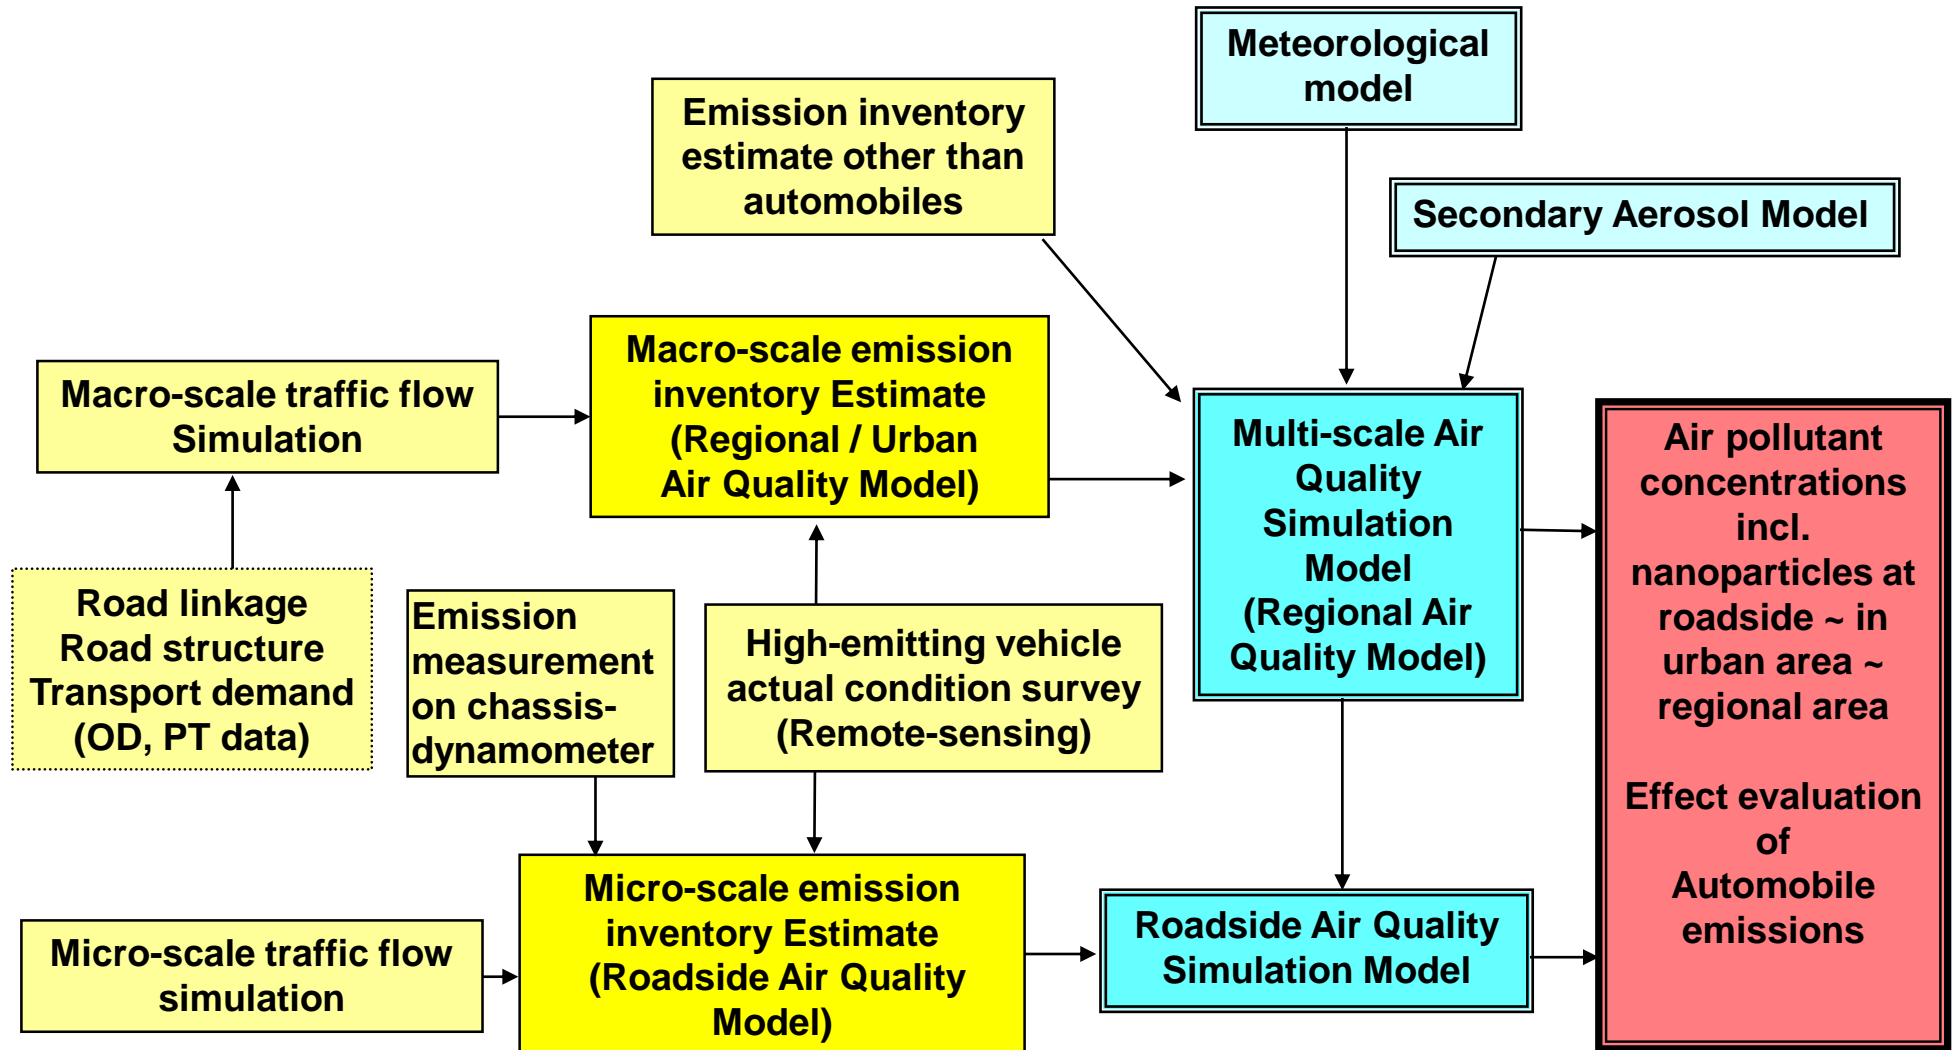 Meteorological
model
Emission inventory
estimate other than
automobiles
Secondary Aerosol Model
Macro-scale traffic flow
Simulation
Macro-scale emission
inventory Estimate
(Regional / Urban
Air Quality Model)
Multi-scale Air
Quality
Simulation
Model
(Regional Air
Quality Model)
Air pollutant
concentrations
incl.
nanoparticles at
roadside ~ in
urban area ~
regional area
Effect evaluation
of
Automobile
emissions
Road linkage
Road structure
Transport demand
(OD, PT data)
Emission
measurement
on chassis-
dynamometer
High-emitting vehicle
actual condition survey
(Remote-sensing)
Micro-scale traffic flow
simulation
Micro-scale emission
inventory Estimate
(Roadside Air Quality
Model)
Roadside Air Quality
Simulation Model